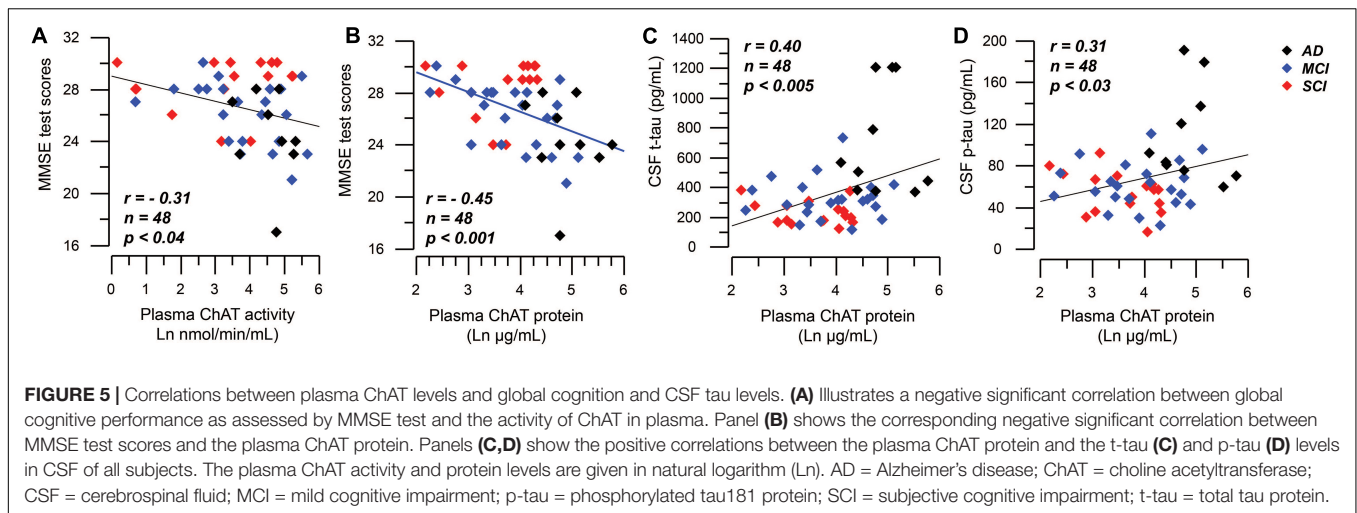 A
32
28
24
20
16
MMSE test scores
r = - 0.31
n = 48
p < 0.04
0 1 2 3 4 5 6
Plasma ChAT activity
Ln nmol/min/mL)
B
32
28
24
20
16
MMSE test scores
r = - 0.45
n = 48
p < 0.001
2 3 4 5 6
Plasma ChAT protein
(Ln µg/mL)
C
1400
1200
1000
800
600
400
200
0
CSF t-tau (pg/mL)
r = 0.40
n = 48
p < 0.005
2 3 4 5 6
Plasma ChAT protein
(Ln µg/mL)
D
200
160
120
80
40
0
CSF p-tau (pg/mL)
r = 0.31
n = 48
p < 0.03
2 3 4 5 6
Plasma ChAT protein
(Ln µg/mL)
AD
MCI
SCI
FIGURE 5 | Correlations between plasma ChAT levels and global cognition and CSF tau levels. (A) Illustrates a negative significant correlation between global
cognitive performance as assessed by MMSE test and the activity of ChAT in plasma. Panel (B) shows the corresponding negative significant correlation between
MMSE test scores and the plasma ChAT protein. Panels (C,D) show the positive correlations between the plasma ChAT protein and the t-tau (C) and p-tau (D) levels
in CSF of all subjects. The plasma ChAT activity and protein levels are given in natural logarithm (Ln). AD = Alzheimer's disease; ChAT = choline acetyltransferase;
CSF = cerebrospinal fluid; MCI = mild cognitive impairment; p-tau = phosphorylated tau181 protein; SCI = subjective cognitive impairment; t-tau = total tau protein.